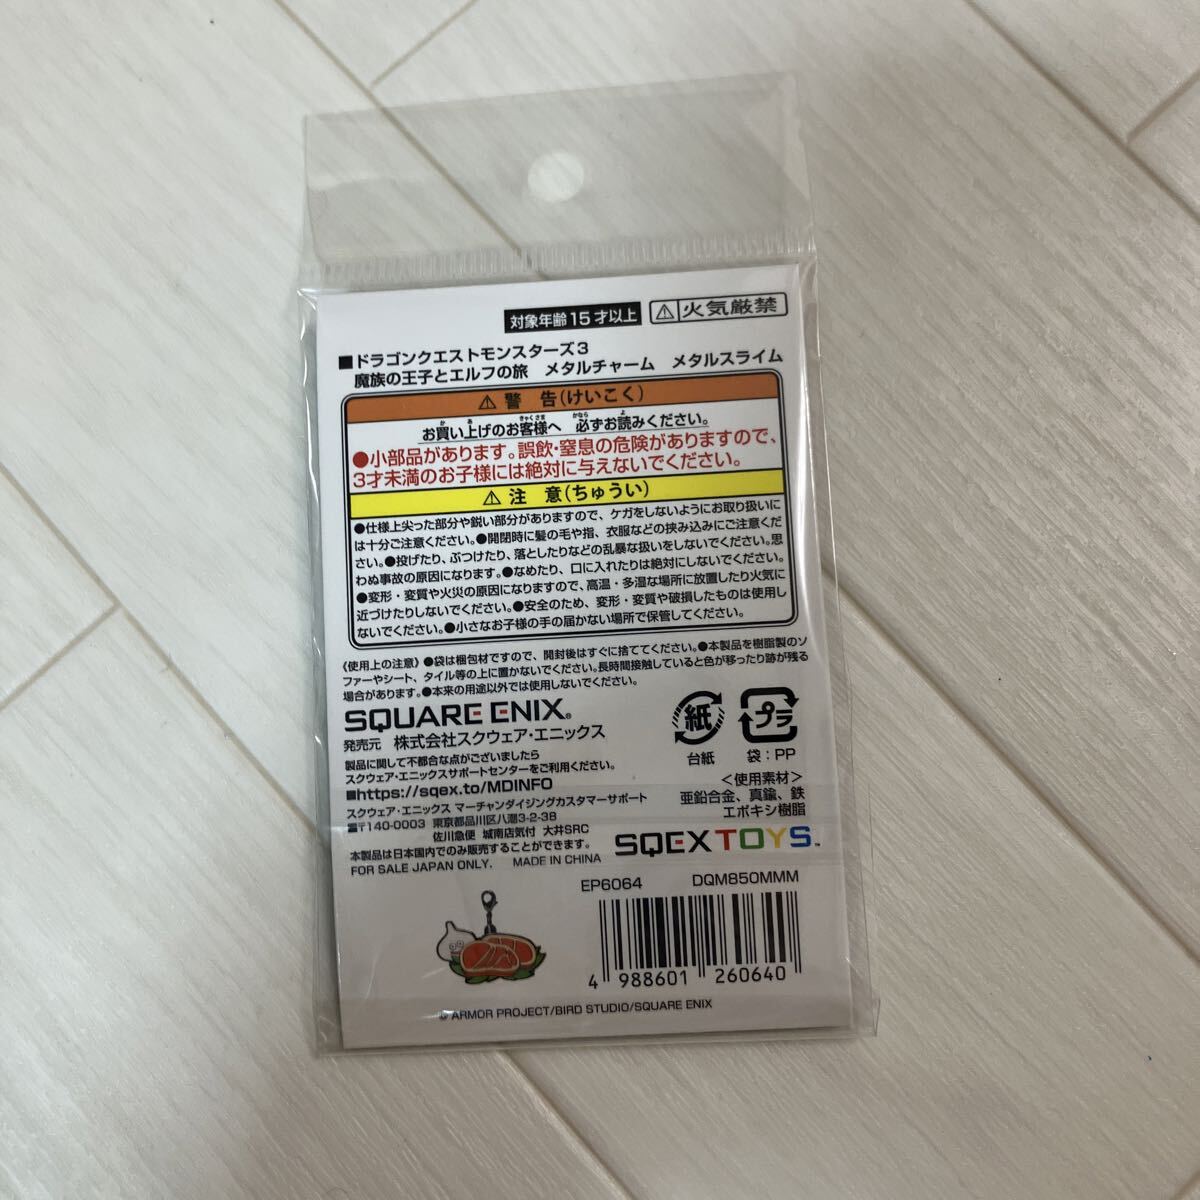 対象年齢15才以上
⚠火気厳禁
■ドラゴンクエストモンスターズ3
魔族の王子とエルフの旅 メタルチャーム メタルスライム
⚠警告(けいこく)
お買い上げのお客様へ 必ずお読みください。
●小部品があります。誤飲・窒息の危険がありますので、
3才未満のお子様には絶対に与えないでください。
⚠注意(ちゅうい)
●仕様上尖った部分や鋭い部分がありますので、ケガをしないようにお取り扱いに
は十分ご注意ください。●開閉時に髪の毛や指、衣服などの挟み込みにご注意くだ
さい。●投げたり、ぶつけたり、落としたりなどの乱暴な扱いをしないでください。思
わぬ事故の原因になります。●なめたり、口に入れたりは絶対にしないでください。
●変形・変質や火災の原因になりますので、高温・多湿な場所に放置したり火気に
近づけたりしないでください。●安全のため、変形・変質や破損したものは使用し
ないでください。●小さなお子様の手の届かない場所で保管してください。
《使用上の注意》●袋は梱包材ですので、開封後はすぐに捨ててください。●本製品を樹脂製のソ
ファーやシート、タイル等の上に置かないでください。長時間接触していると色が移ったり跡が残る
場合があります。●本来の用途以外では使用しないでください。
SQUARE ENIX®
発売元 株式会社スクウェア・エニックス
製品に関して不都合な点がございましたら
スクウェア・エニックスサポートセンターをご利用ください。
■https://sqex.to/MDINFO
スクウェア・エニックス マーチャンダイジングカスタマーサポート
■〒140-0003 東京都品川区八潮3-2-38
佐川急便 城南店気付 大井SRC
本製品は日本国内でのみ販売することができます。
FOR SALE JAPAN ONLY. MADE IN CHINA
紙
台紙
プラ
袋：PP
＜使用素材＞
亜鉛合金、真鍮、鉄
エポキシ樹脂
SQEX TOYS™
EP6064 DQM850MMM
4 988601 260640
© ARMOR PROJECT/BIRD STUDIO/SQUARE ENIX